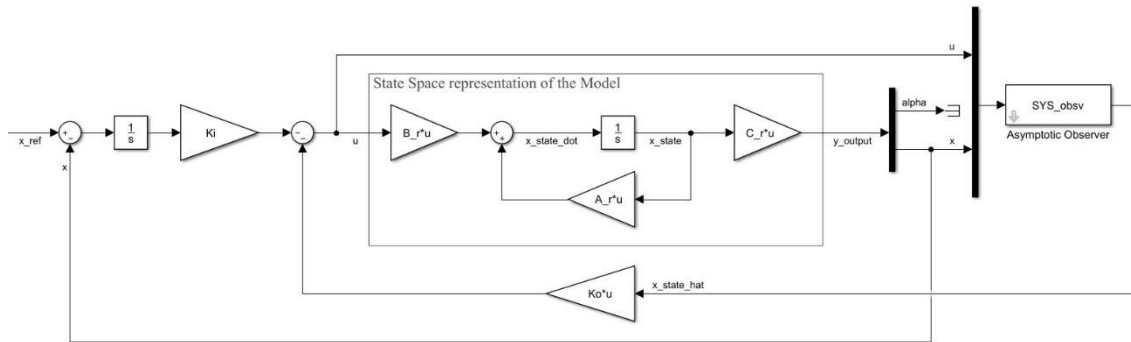 u
State Space representation of the Model
alpha
SYS_obsv
Asymptotic Observer
x_ref
x
+
-
1
s
Ki
-
-
u
B_r*u
+
+
x_state_dot
1
s
x_state
C_r*u
y_output
x
A_r*u
Ko*u
x_state_hat